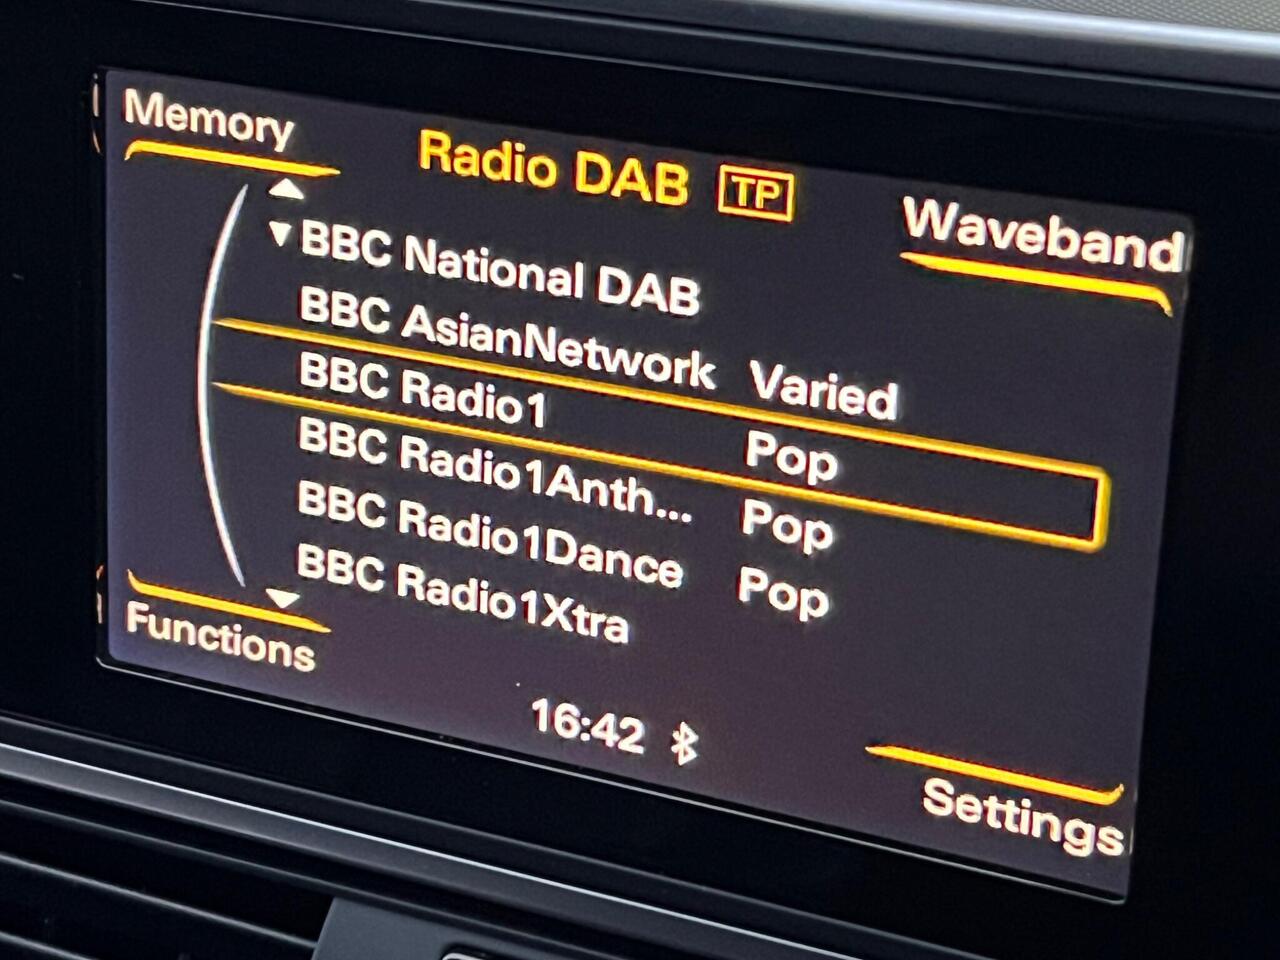 Memory
Radio DAB TP
Waveband
BBC National DAB
BBC AsianNetwork Varied
BBC Radio1 Pop
BBC Radio1Anth... Pop
BBC Radio1Dance Pop
BBC Radio1Xtra
Functions
16:42
Settings